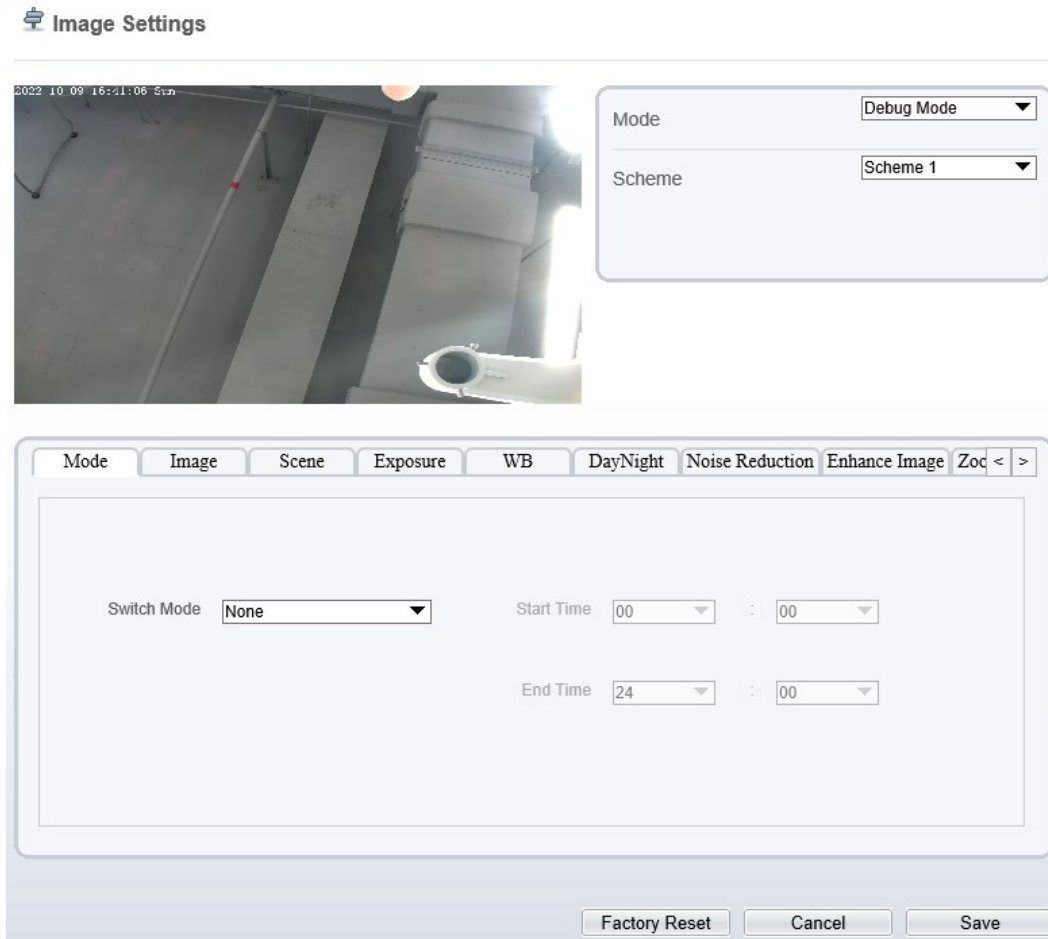 Image Settings
2022 10 09 16:41:06 Sun
Mode
Debug Mode
Scheme
Scheme 1
Mode Image Scene Exposure WB DayNight Noise Reduction Enhance Image Zoo < >
Switch Mode None Start Time 00 : 00
End Time 24 : 00
Factory Reset Cancel Save